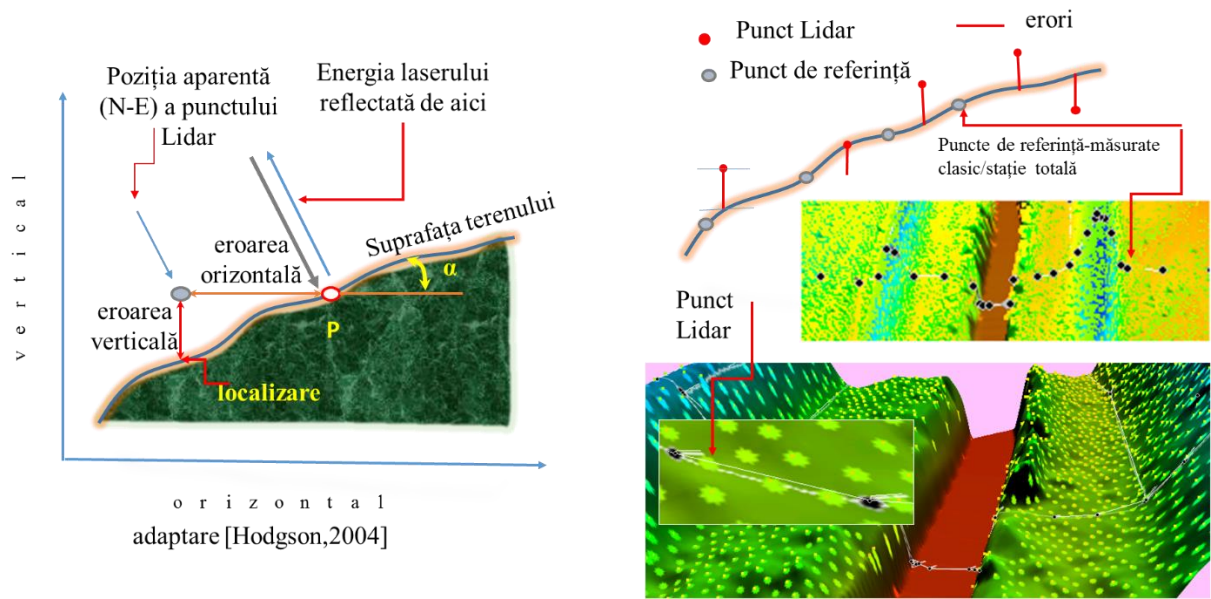 Poziția aparentă
(N-E) a punctului
Lidar
Energia laserului
reflectată de aici
Suprafața terenului
eroarea
orizontală
α
eroarea
verticală
P
localizare
v e r t i c a l
o r i z o n t a l
adaptare [Hodgson,2004]
Punct Lidar
erori
Punct de referință
Puncte de referință-măsurate
clasic/stație totală
Punct
Lidar